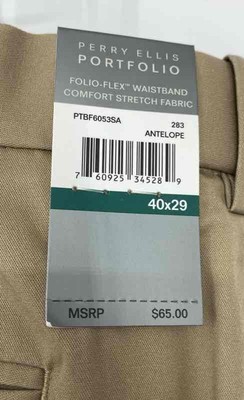 PERRY ELLIS
PORTFOLIO
FOLIO-FLEX™ WAISTBAND
COMFORT STRETCH FABRIC
PTBF6053SA 283
ANTELOPE
7 60925 34528 9
40x29
MSRP $65.00